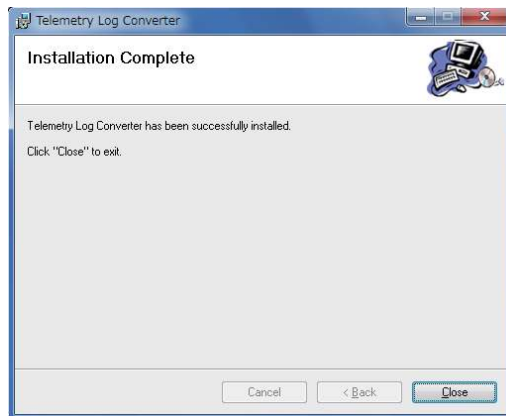 Telemetry Log Converter
Installation Complete
Telemetry Log Converter has been successfully installed.
Click "Close" to exit.
Cancel
< Back
Close